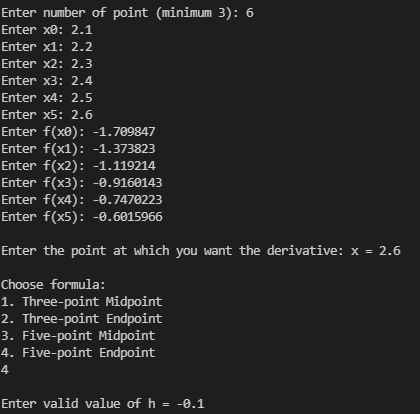 Enter number of point (minimum 3): 6
Enter x0: 2.1
Enter x1: 2.2
Enter x2: 2.3
Enter x3: 2.4
Enter x4: 2.5
Enter x5: 2.6
Enter f(x0): -1.709847
Enter f(x1): -1.373823
Enter f(x2): -1.119214
Enter f(x3): -0.9160143
Enter f(x4): -0.7470223
Enter f(x5): -0.6015966
Enter the point at which you want the derivative: x = 2.6
Choose formula:
1. Three-point Midpoint
2. Three-point Endpoint
3. Five-point Midpoint
4. Five-point Endpoint
4
Enter valid value of h = -0.1